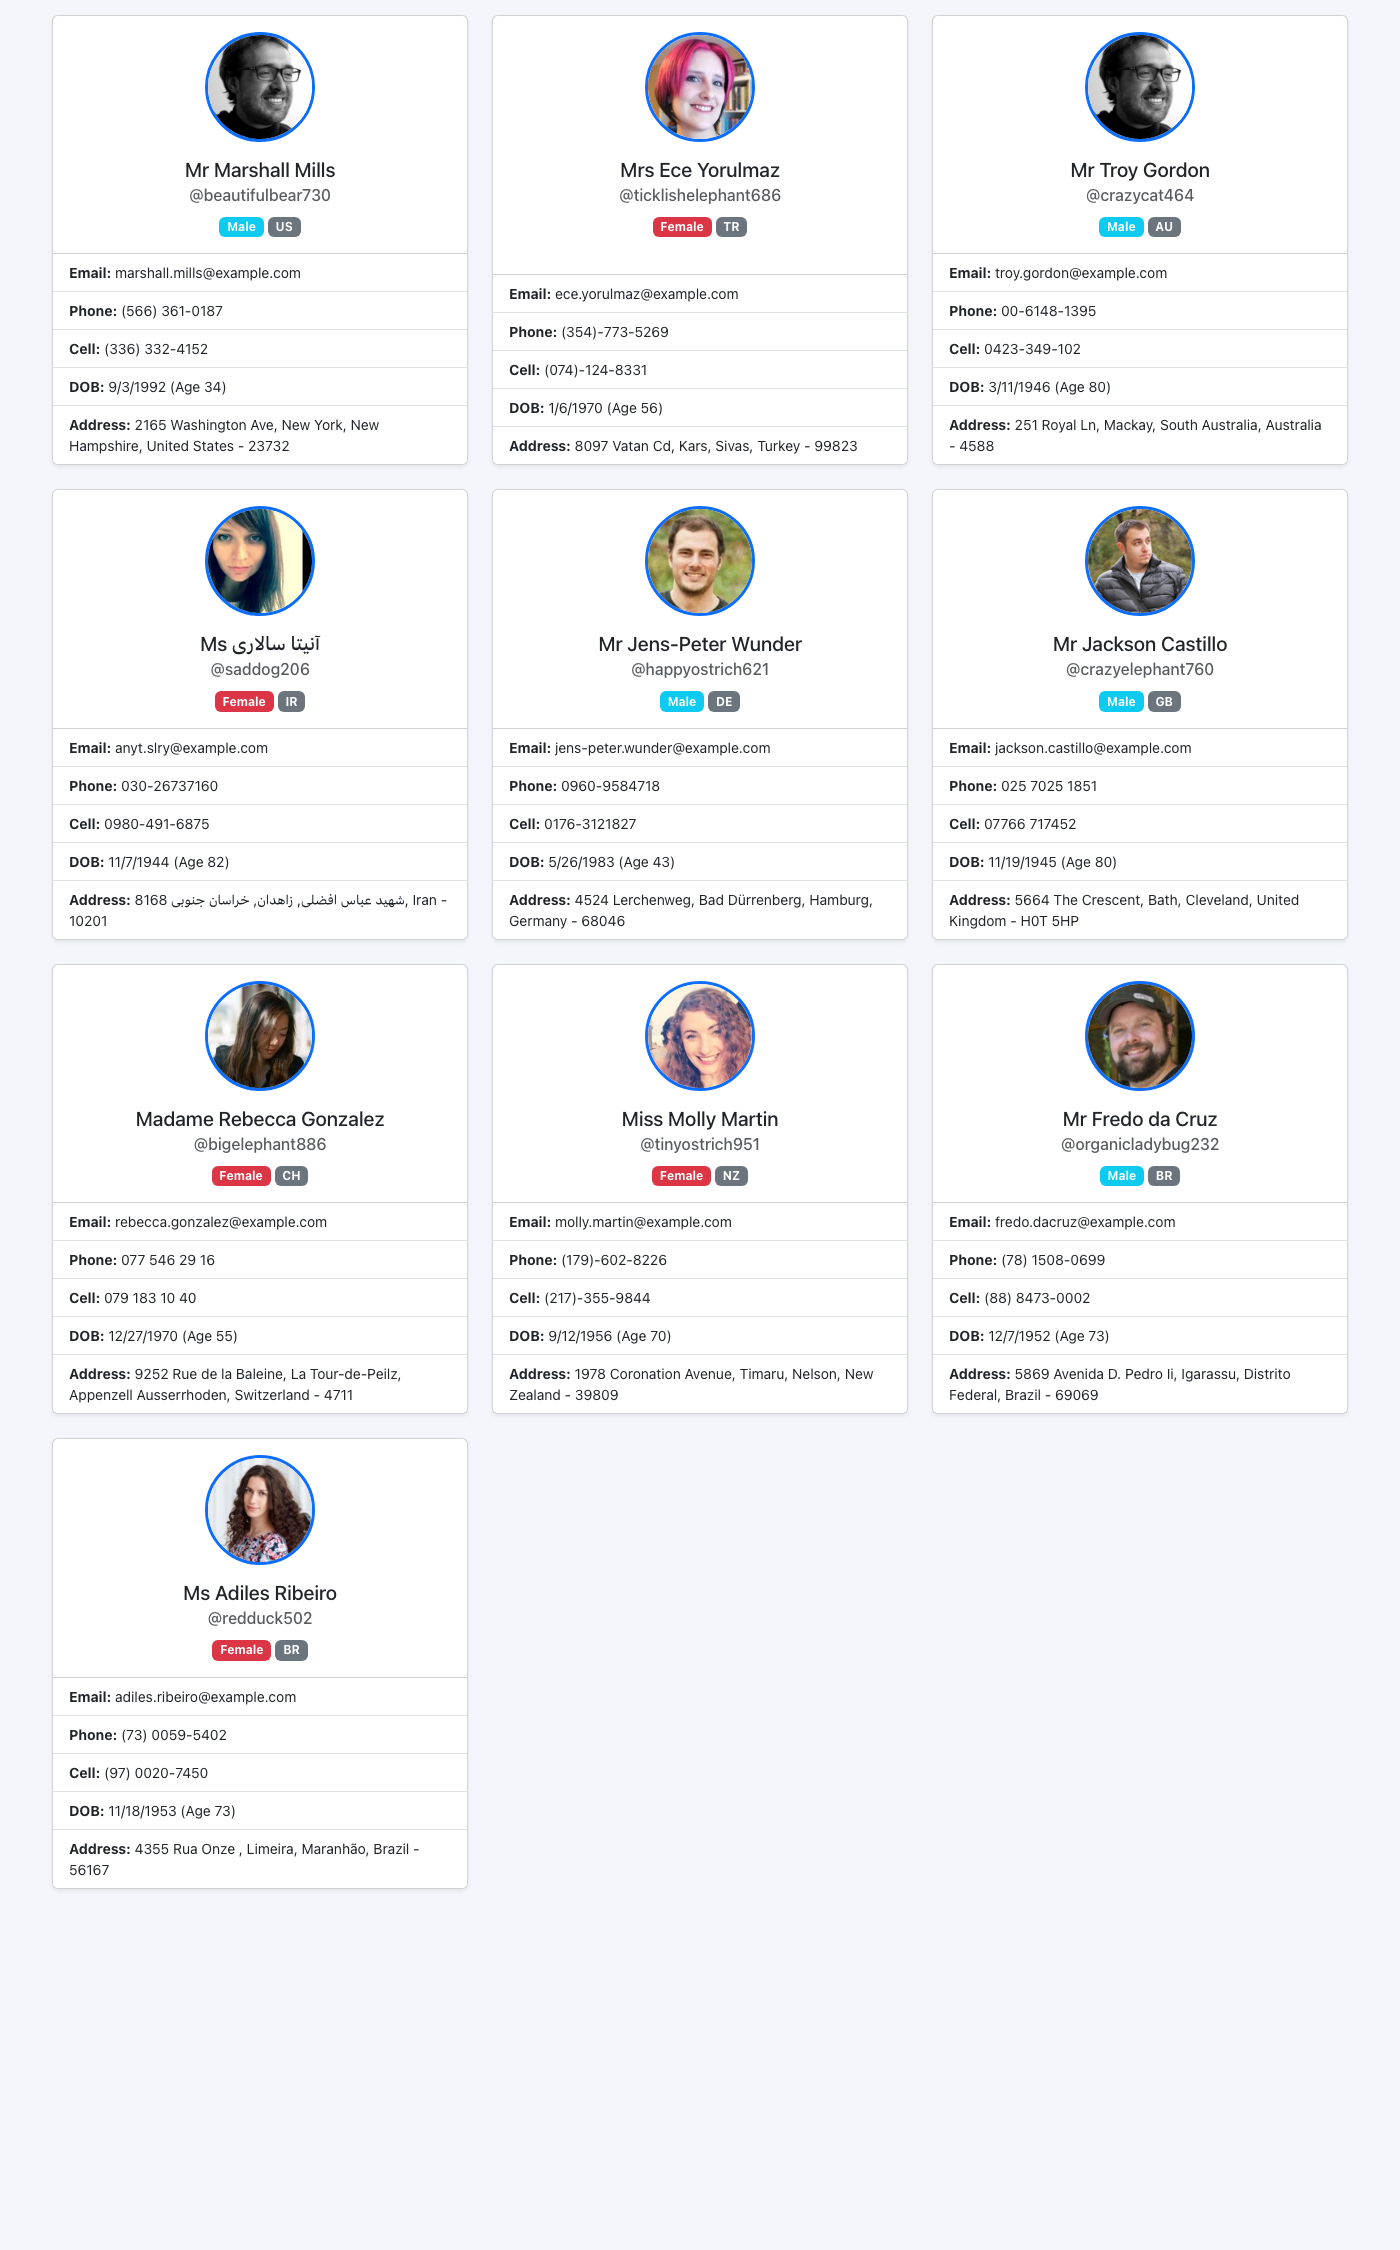 Mr Marshall Mills
@beautifulbear730
Male US
Email: marshall.mills@example.com
Phone: (566) 361-0187
Cell: (336) 332-4152
DOB: 9/3/1992 (Age 34)
Address: 2165 Washington Ave, New York, New
Hampshire, United States - 23732
Mrs Ece Yorulmaz
@ticklishelephant686
Female TR
Email: ece.yorulmaz@example.com
Phone: (354)-773-5269
Cell: (074)-124-8331
DOB: 1/6/1970 (Age 56)
Address: 8097 Vatan Cd, Kars, Sivas, Turkey - 99823
Mr Troy Gordon
@crazycat464
Male AU
Email: troy.gordon@example.com
Phone: 00-6148-1395
Cell: 0423-349-102
DOB: 3/11/1946 (Age 80)
Address: 251 Royal Ln, Mackay, South Australia, Australia
- 4588
Ms آنیتا سالاری
@saddog206
Female IR
Email: anyt.slry@example.com
Phone: 030-26737160
Cell: 0980-491-6875
DOB: 11/7/1944 (Age 82)
Address: 8168 شهید عباس افضلی, زاهدان, خراسان جنوبی, Iran -
10201
Mr Jens-Peter Wunder
@happyostrich621
Male DE
Email: jens-peter.wunder@example.com
Phone: 0960-9584718
Cell: 0176-3121827
DOB: 5/26/1983 (Age 43)
Address: 4524 Lerchenweg, Bad Dürrenberg, Hamburg,
Germany - 68046
Mr Jackson Castillo
@crazyelephant760
Male GB
Email: jackson.castillo@example.com
Phone: 025 7025 1851
Cell: 07766 717452
DOB: 11/19/1945 (Age 80)
Address: 5664 The Crescent, Bath, Cleveland, United
Kingdom - H0T 5HP
Madame Rebecca Gonzalez
@bigelephant886
Female CH
Email: rebecca.gonzalez@example.com
Phone: 077 546 29 16
Cell: 079 183 10 40
DOB: 12/27/1970 (Age 55)
Address: 9252 Rue de la Baleine, La Tour-de-Peilz,
Appenzell Ausserrhoden, Switzerland - 4711
Miss Molly Martin
@tinyostrich951
Female NZ
Email: molly.martin@example.com
Phone: (179)-602-8226
Cell: (217)-355-9844
DOB: 9/12/1956 (Age 70)
Address: 1978 Coronation Avenue, Timaru, Nelson, New
Zealand - 39809
Mr Fredo da Cruz
@organicladybug232
Male BR
Email: fredo.dacruz@example.com
Phone: (78) 1508-0699
Cell: (88) 8473-0002
DOB: 12/7/1952 (Age 73)
Address: 5869 Avenida D. Pedro Ii, Igarassu, Distrito
Federal, Brazil - 69069
Ms Adiles Ribeiro
@redduck502
Female BR
Email: adiles.ribeiro@example.com
Phone: (73) 0059-5402
Cell: (97) 0020-7450
DOB: 11/18/1953 (Age 73)
Address: 4355 Rua Onze , Limeira, Maranhão, Brazil -
56167